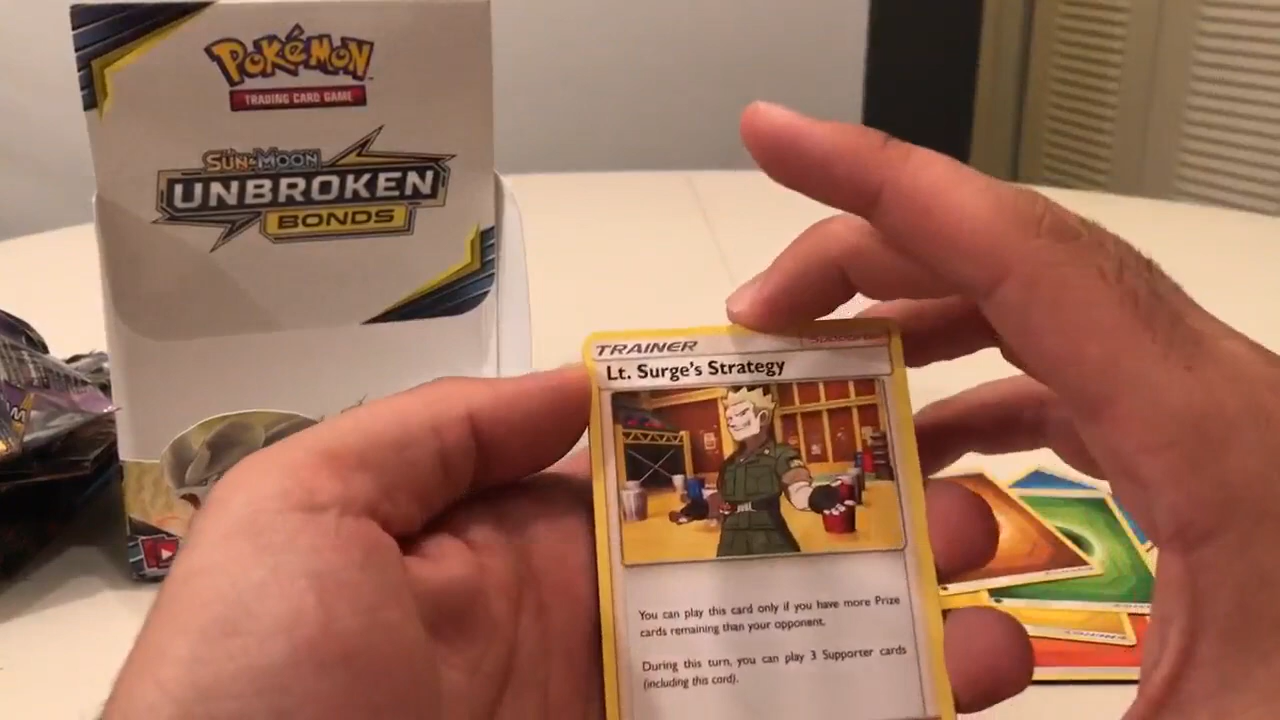 POKéMON
TRADING CARD GAME
SUN & MOON
UNBROKEN
BONDS
TRAINER
Lt. Surge's Strategy
You can play this card only if you have more Prize
cards remaining than your opponent.
During this turn, you can play 3 Supporter cards
(including this card).